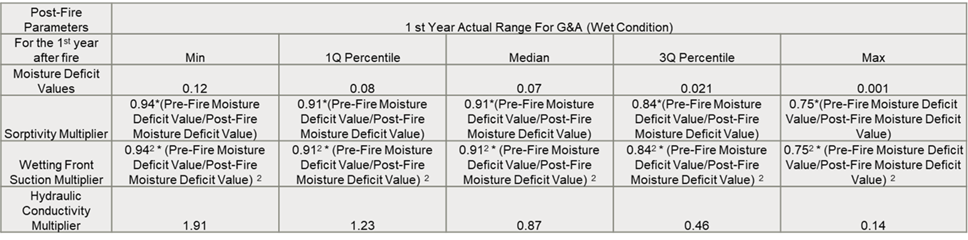 Post-Fire
Parameters
1 st Year Actual Range For G&A (Wet Condition)
For the 1st year
after fire
Min
1Q Percentile
Median
3Q Percentile
Max
Moisture Deficit
Values
0.12
0.08
0.07
0.021
0.001
Sorptivity Multiplier
0.94*(Pre-Fire Moisture
Deficit Value/Post-Fire
Moisture Deficit Value)
0.91*(Pre-Fire Moisture
Deficit Value/Post-Fire
Moisture Deficit Value)
0.91*(Pre-Fire Moisture
Deficit Value/Post-Fire
Moisture Deficit Value)
0.84*(Pre-Fire Moisture
Deficit Value/Post-Fire
Moisture Deficit Value)
0.75*(Pre-Fire Moisture Deficit
Value/Post-Fire Moisture Deficit
Value)
Wetting Front
Suction Multiplier
0.94² * (Pre-Fire Moisture
Deficit Value/Post-Fire
Moisture Deficit Value) ²
0.91² * (Pre-Fire Moisture
Deficit Value/Post-Fire
Moisture Deficit Value) ²
0.91² * (Pre-Fire Moisture
Deficit Value/Post-Fire
Moisture Deficit Value) ²
0.84² * (Pre-Fire Moisture
Deficit Value/Post-Fire
Moisture Deficit Value) ²
0.75² * (Pre-Fire Moisture Deficit
Value/Post-Fire Moisture Deficit
Value) ²
Hydraulic
Conductivity
Multiplier
1.91
1.23
0.87
0.46
0.14